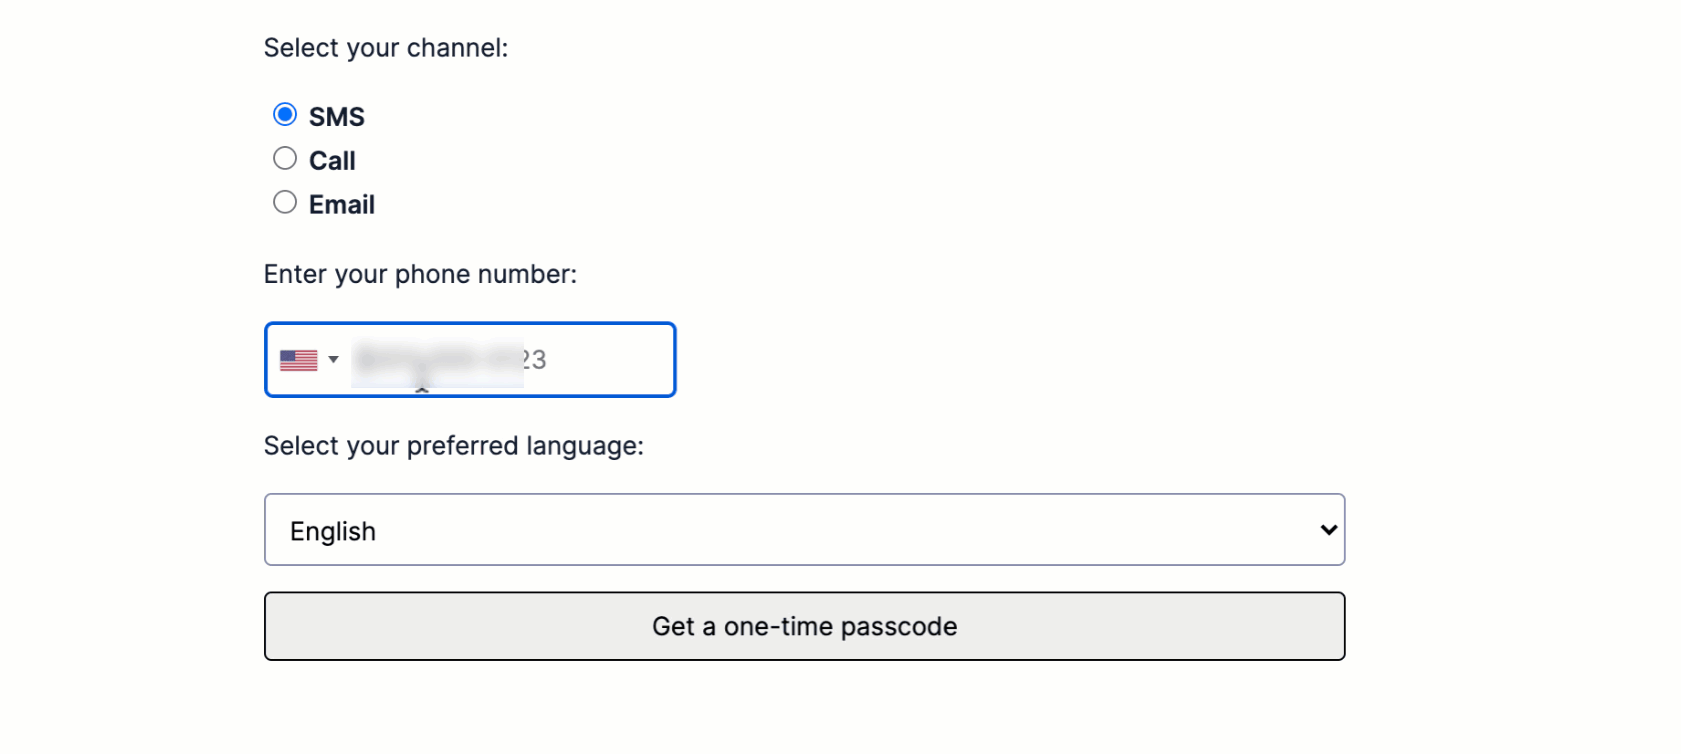 Select your channel:
SMS
Call
Email
Enter your phone number:
23
Select your preferred language:
English
Get a one-time passcode